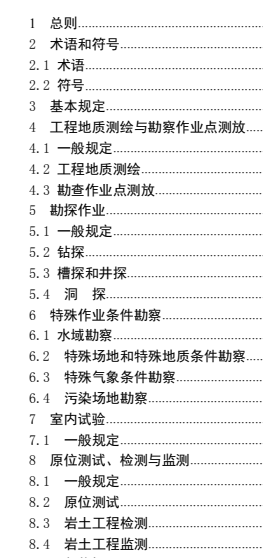 1 总则
2 术语和符号
2.1 术语
2.2 符号
3 基本规定
4 工程地质测绘与勘察作业点测放
4.1 一般规定
4.2 工程地质测绘
4.3 勘查作业点测放
5 勘探作业
5.1 一般规定
5.2 钻探
5.3 槽探和井探
5.4 洞 探
6 特殊作业条件勘察
6.1 水域勘察
6.2 特殊场地和特殊地质条件勘察
6.3 特殊气象条件勘察
6.4 污染场地勘察
7 室内试验
7.1 一般规定
8 原位测试、检测与监测
8.1 一般规定
8.2 原位测试
8.3 岩土工程检测
8.4 岩土工程监测